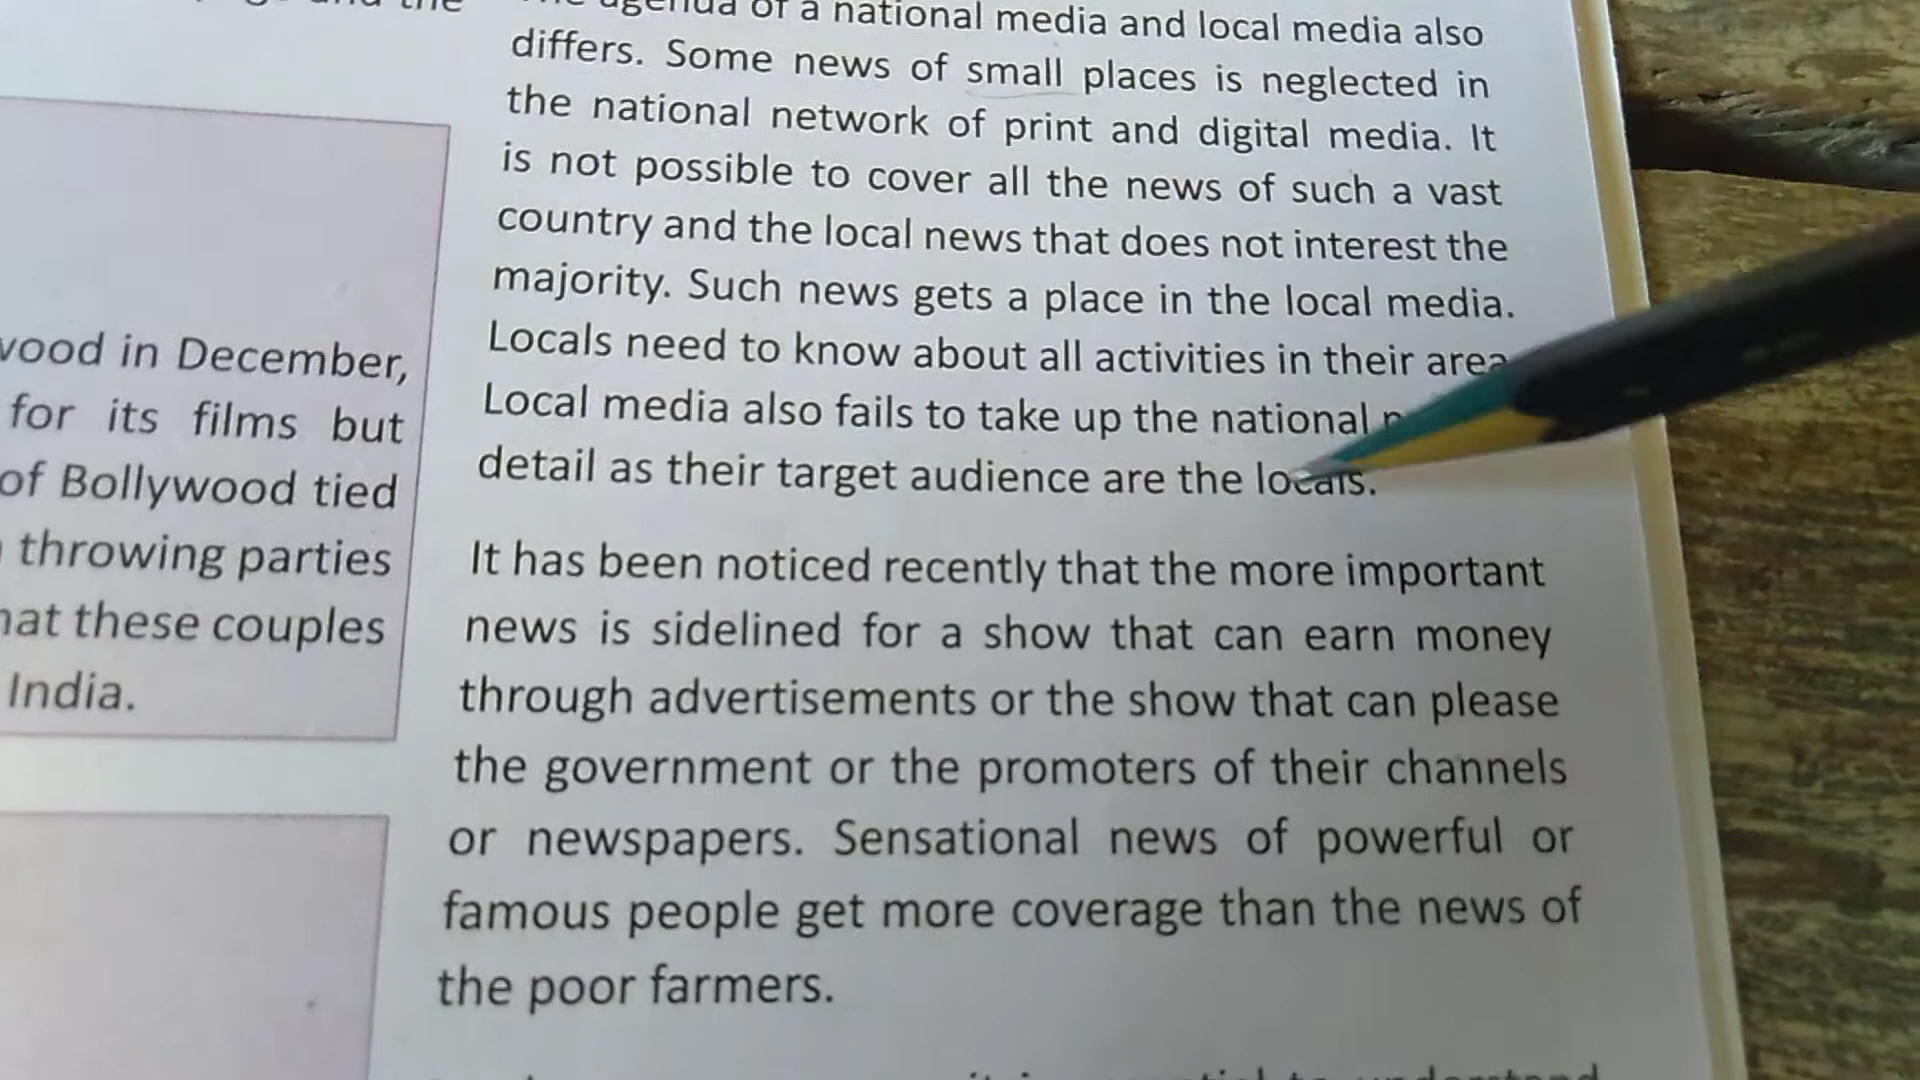 and the
wood in December,
for its films but
of Bollywood tied
throwing parties
these couples
India.
agenda of a national media and local media also
differs. Some news of small places is neglected in
the national network of print and digital media. It
is not possible to cover all the news of such a vast
country and the local news that does not interest the
majority. Such news gets a place in the local media.
Locals need to know about all activities in their area
Local media also fails to take up the national
detail as their target audience are the locals.
It has been noticed recently that the more important
news is sidelined for a show that can earn money
through advertisements or the show that can please
the government or the promoters of their channels
or newspapers. Sensational news of powerful or
famous people get more coverage than the news of
the poor farmers.